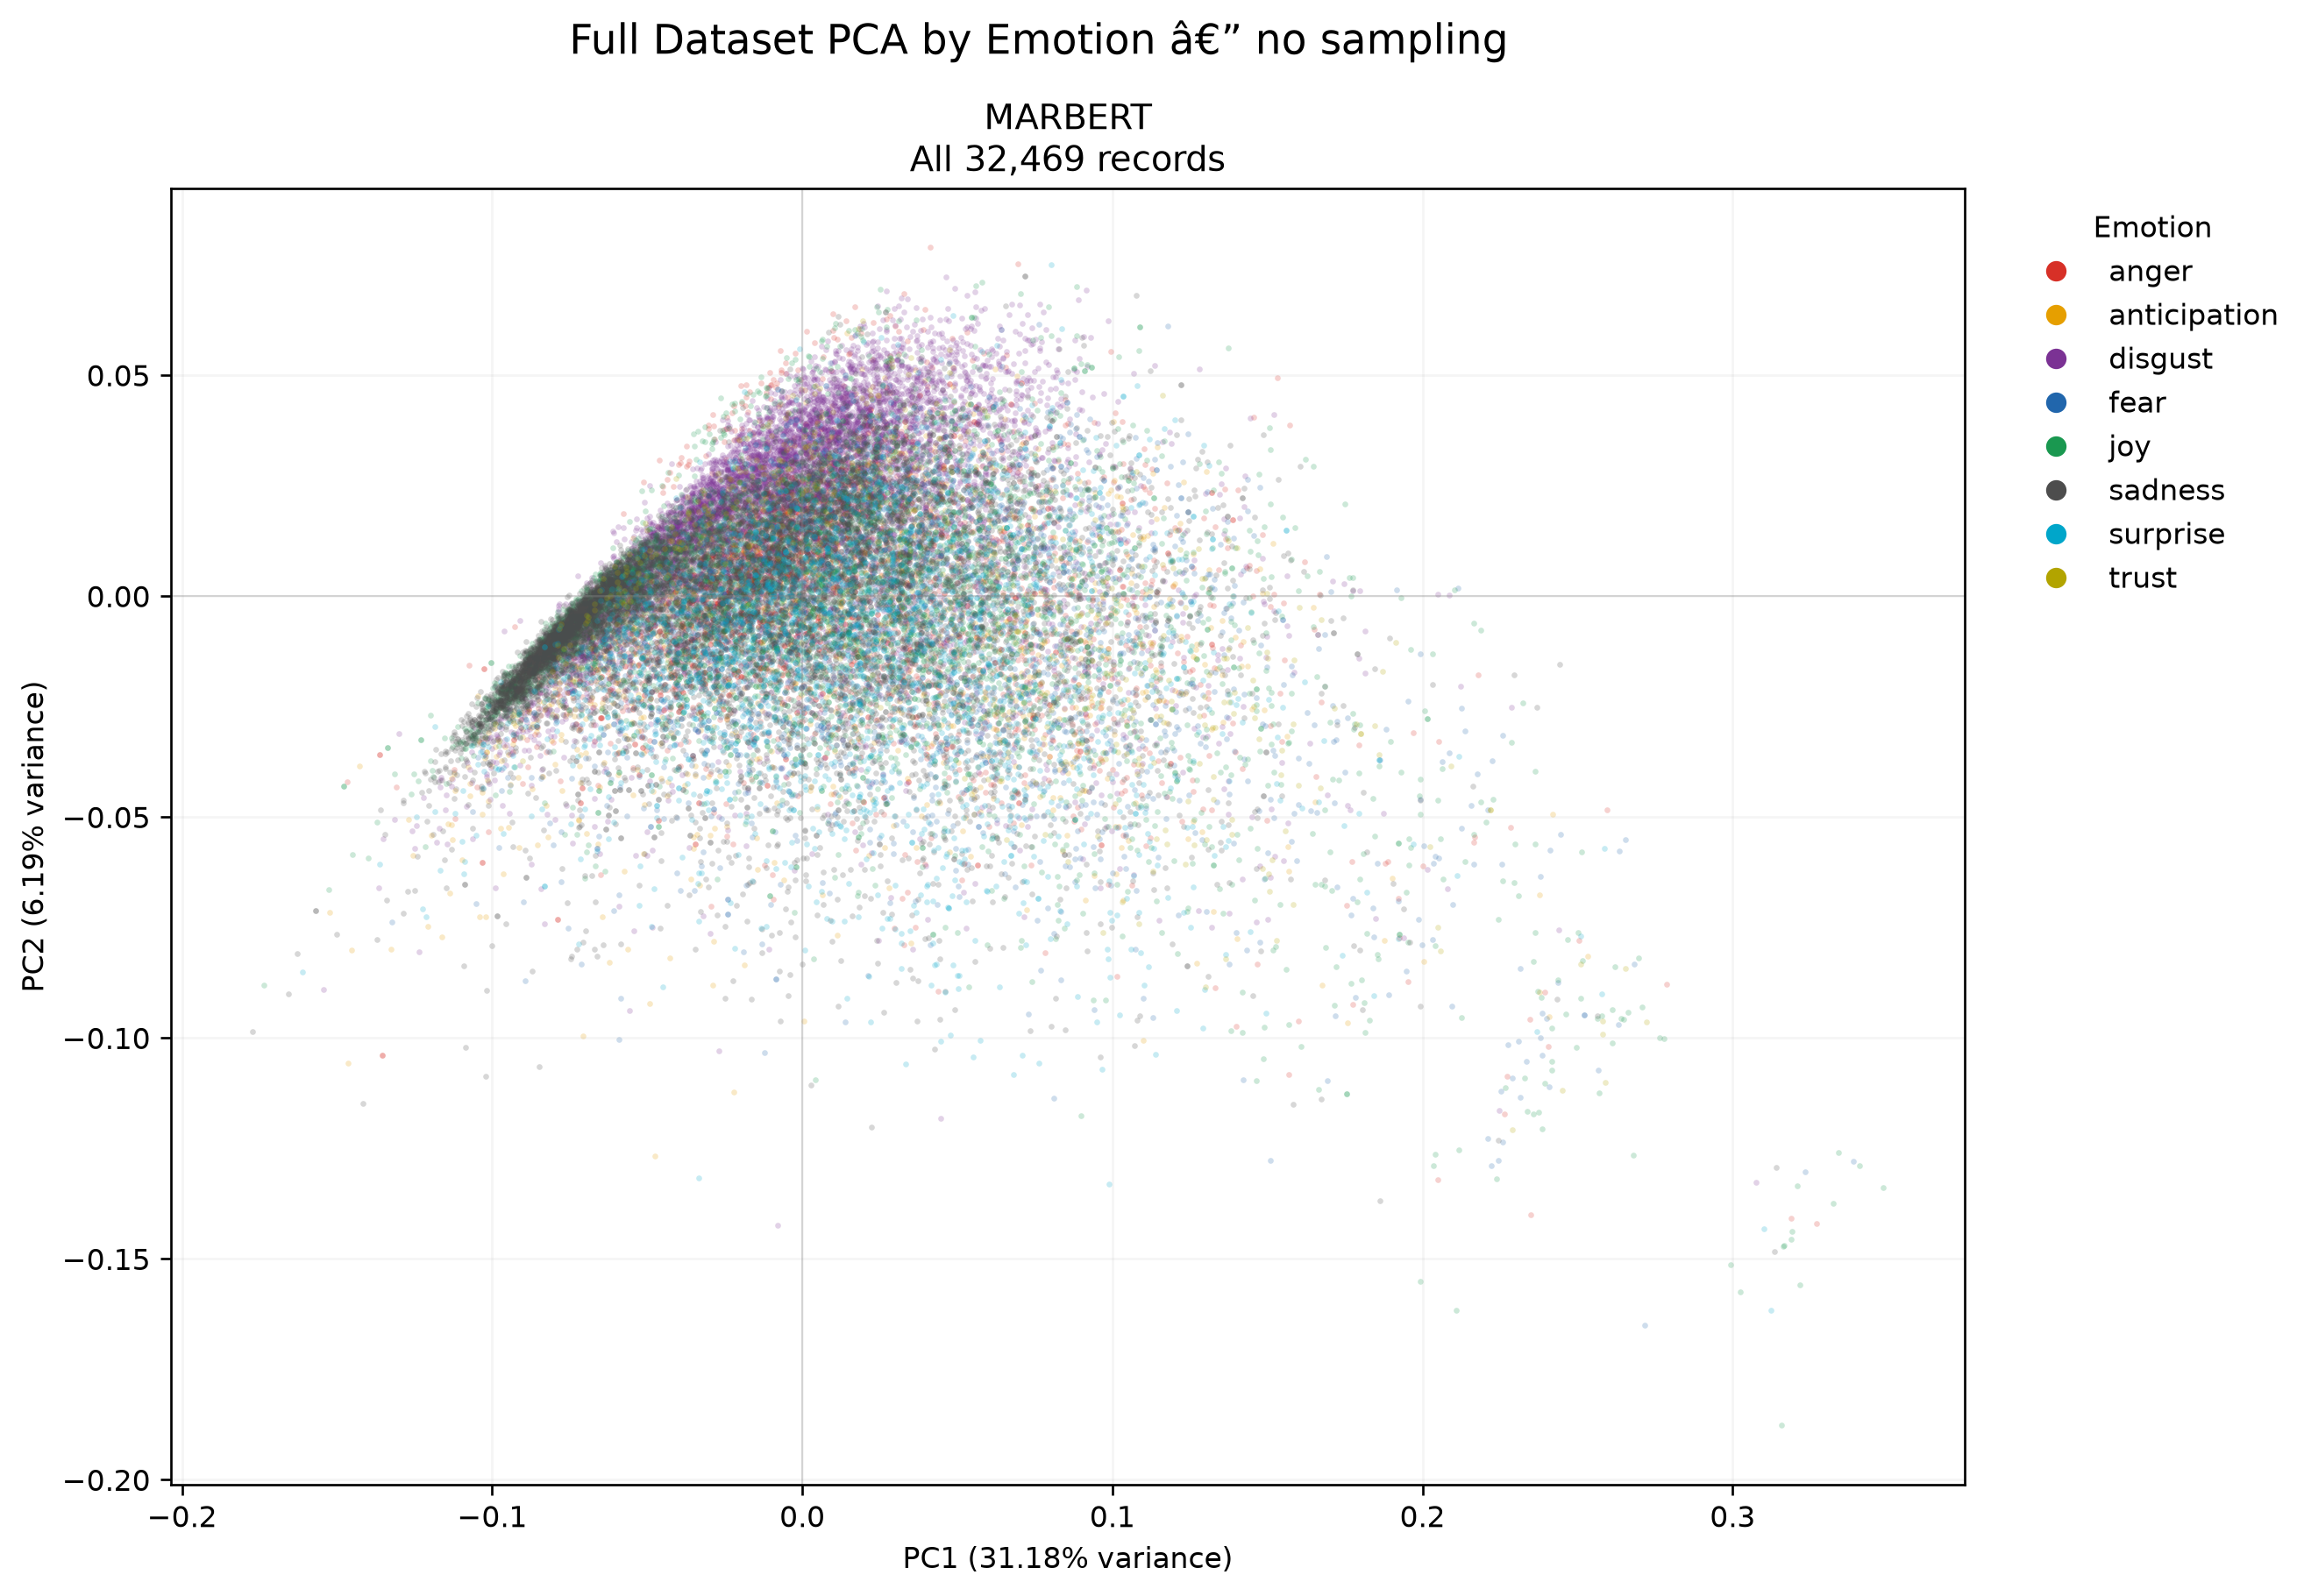 Full Dataset PCA by Emotion â€” no sampling
MARBERT
All 32,469 records
Emotion
anger
anticipation
disgust
fear
joy
sadness
surprise
trust
PC2 (6.19% variance)
0.05
0.00
−0.05
−0.10
−0.15
−0.20
−0.2
−0.1
0.0
0.1
0.2
0.3
PC1 (31.18% variance)